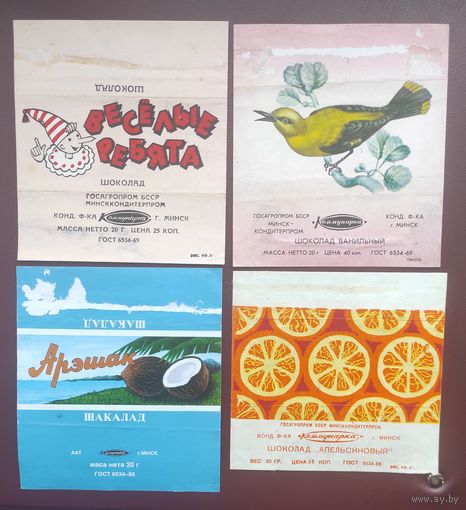 ШОКОЛАД
ВЕСЁЛЫЕ
РЕБЯТА
ШОКОЛАД
ГОСАГРОПРОМ БССР
МИНСККОНДИТЕРПРОМ
КОНД. Ф-КА Коммунарка Г. МИНСК
МАССА НЕТТО 20 Г ЦЕНА 25 КОП.
ГОСТ 6534-69
ГОСАГРОПРОМ БССР
МИНСК-
КОНДИТЕРПРОМ
Коммунарка
КОНД Ф-КА
г. МИНСК
ШОКОЛАД ВАНИЛЬНЫЙ
МАССА НЕТТО 20 г ЦЕНА 40 коп. ГОСТ 6534-69
ШАКАЛАД
Арэшак
ШАКАЛАД
ААТ Коммунарка г.МІНСК
маса нета 20 г
ГОСТ 6534-89
ГОСАГРОПРОМ БССР МИНСККОНДИТЕРПРОМ
КОНД. Ф-КА Коммунарка г. МИНСК
ШОКОЛАД „АПЕЛЬСИНОВЫЙ"
ВЕС 20 ГР. ЦЕНА 25 КОП. ГОСТ 6534-69
© www.ay.by